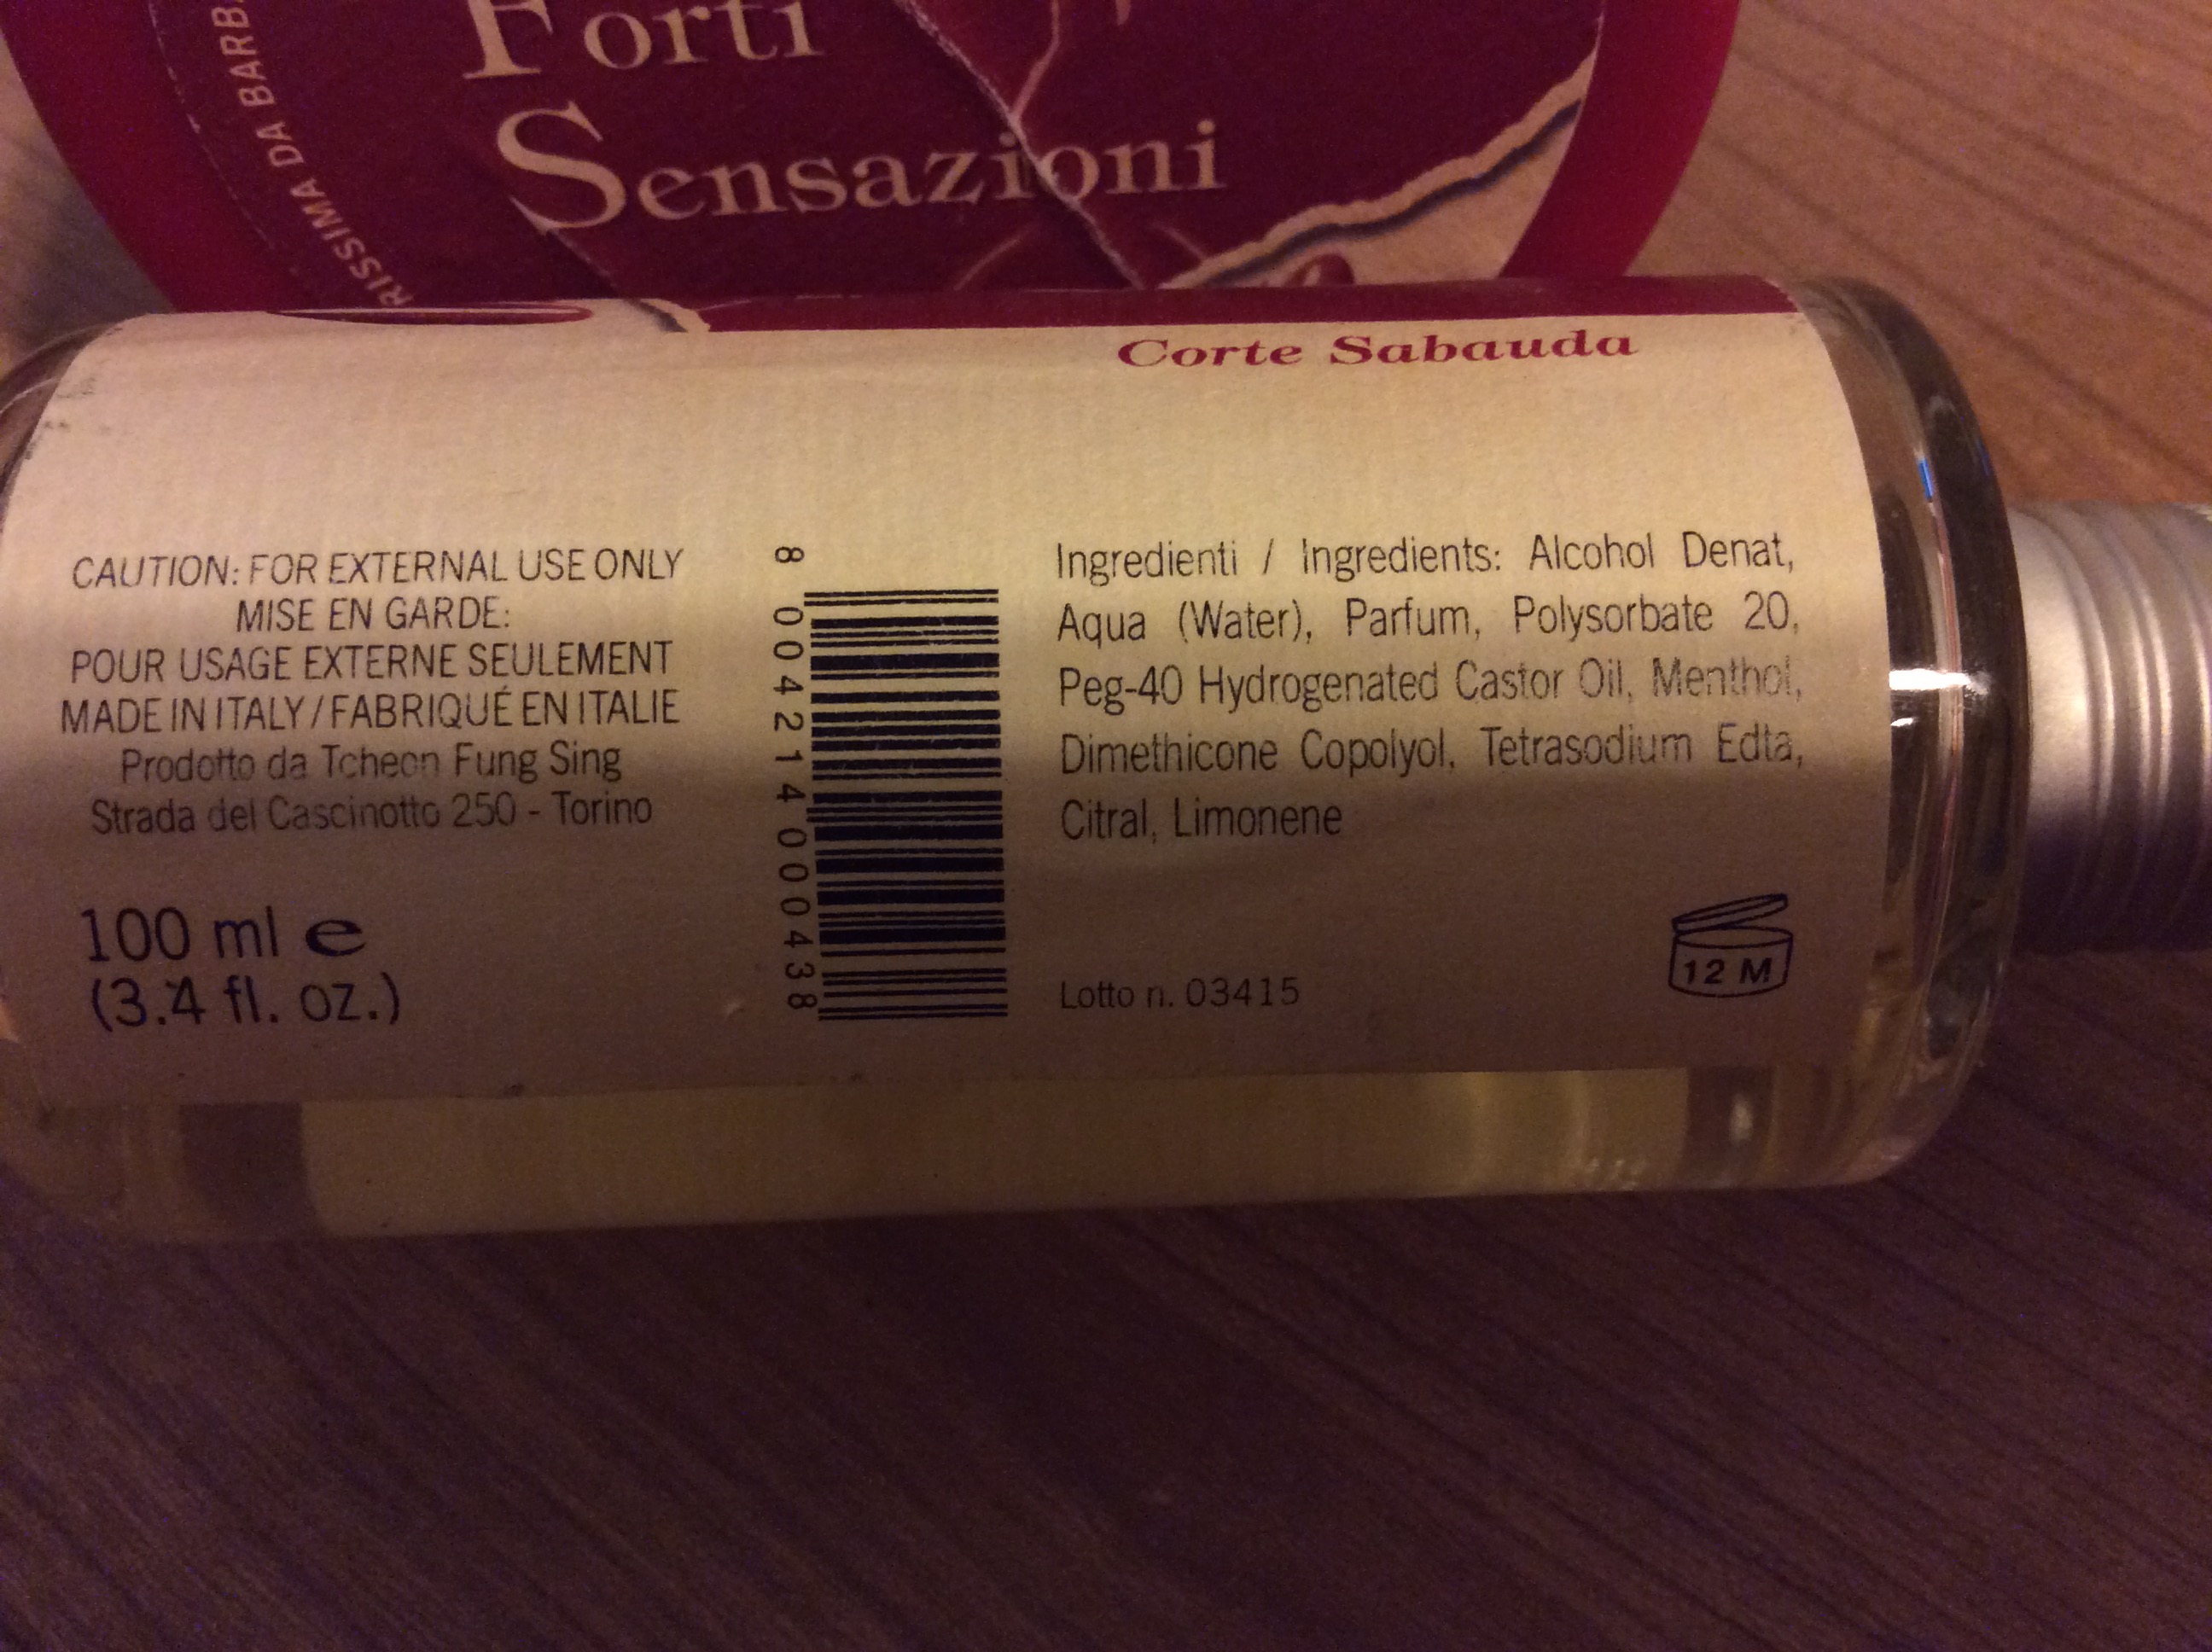 Forti
Sensazioni
RISSIMA DA BARB
Corte Sabauda
CAUTION: FOR EXTERNAL USE ONLY
MISE EN GARDE:
POUR USAGE EXTERNE SEULEMENT
MADE IN ITALY / FABRIQUÉ EN ITALIE
Prodotto da Tcheon Fung Sing
Strada del Cascinotto 250 - Torino
100 ml e
(3.4 fl. oz.)
8 004214 000438
Ingredienti / Ingredients: Alcohol Denat,
Aqua (Water), Parfum, Polysorbate 20,
Peg-40 Hydrogenated Castor Oil, Menthol,
Dimethicone Copolyol, Tetrasodium Edta,
Citral, Limonene
Lotto n. 03415
12 M